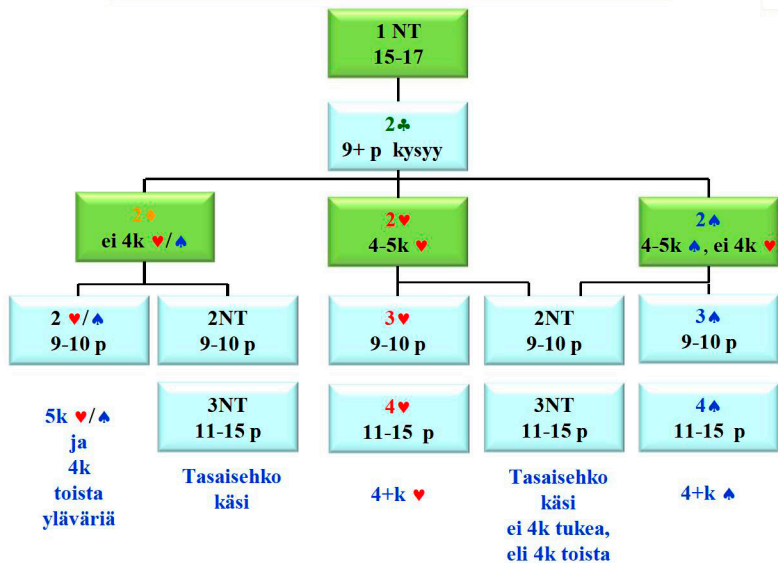 1 NT
15-17
2♣
9+ p kysyy
2♦
ei 4k ♥/♠
2♥
4-5k ♥
2♠
4-5k ♠, ei 4k ♥
2 ♥/♠
9-10 p
2NT
9-10 p
3♥
9-10 p
2NT
9-10 p
3♠
9-10 p
3NT
11-15 p
4♥
11-15 p
3NT
11-15 p
4♠
11-15 p
5k ♥/♠
ja
4k
toista
yläväriä
Tasaisehko
käsi
4+k ♥
Tasaisehko
käsi
ei 4k tukea,
eli 4k toista
4+k ♠